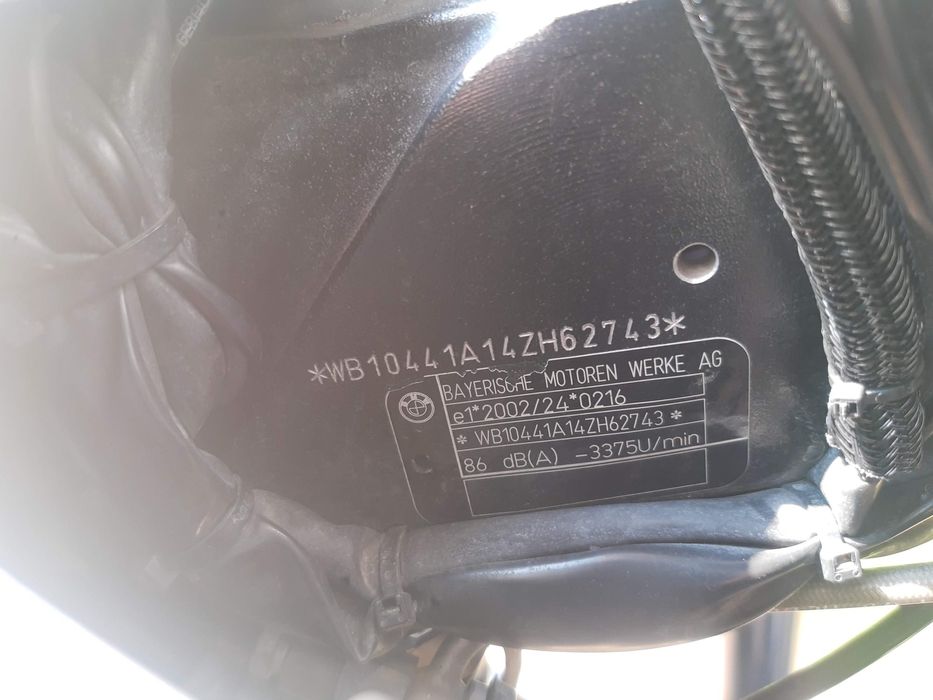 *WB10441A14ZH62743*
BAYERISCHE MOTOREN WERKE AG
e1*2002/24*0216
* WB10441A14ZH62743 *
86 dB(A) -3375U/min